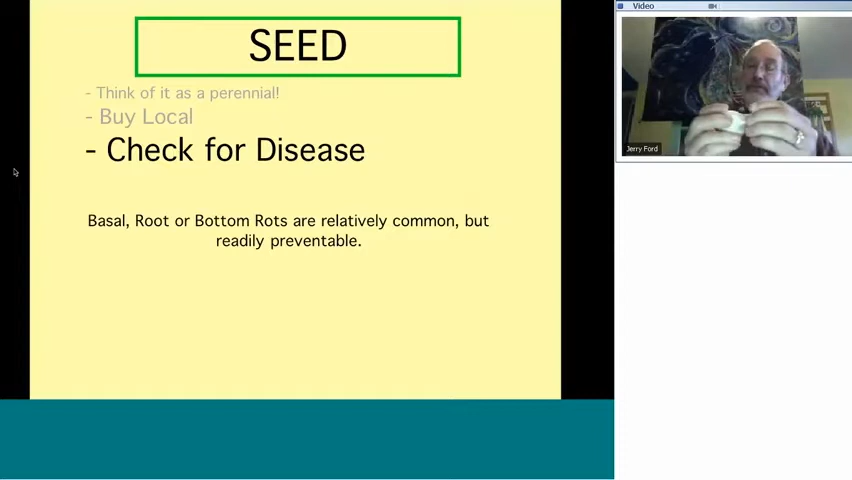 SEED
- Think of it as a perennial!
- Buy Local
- Check for Disease
Basal, Root or Bottom Rots are relatively common, but
readily preventable.
Video
Jerry Ford